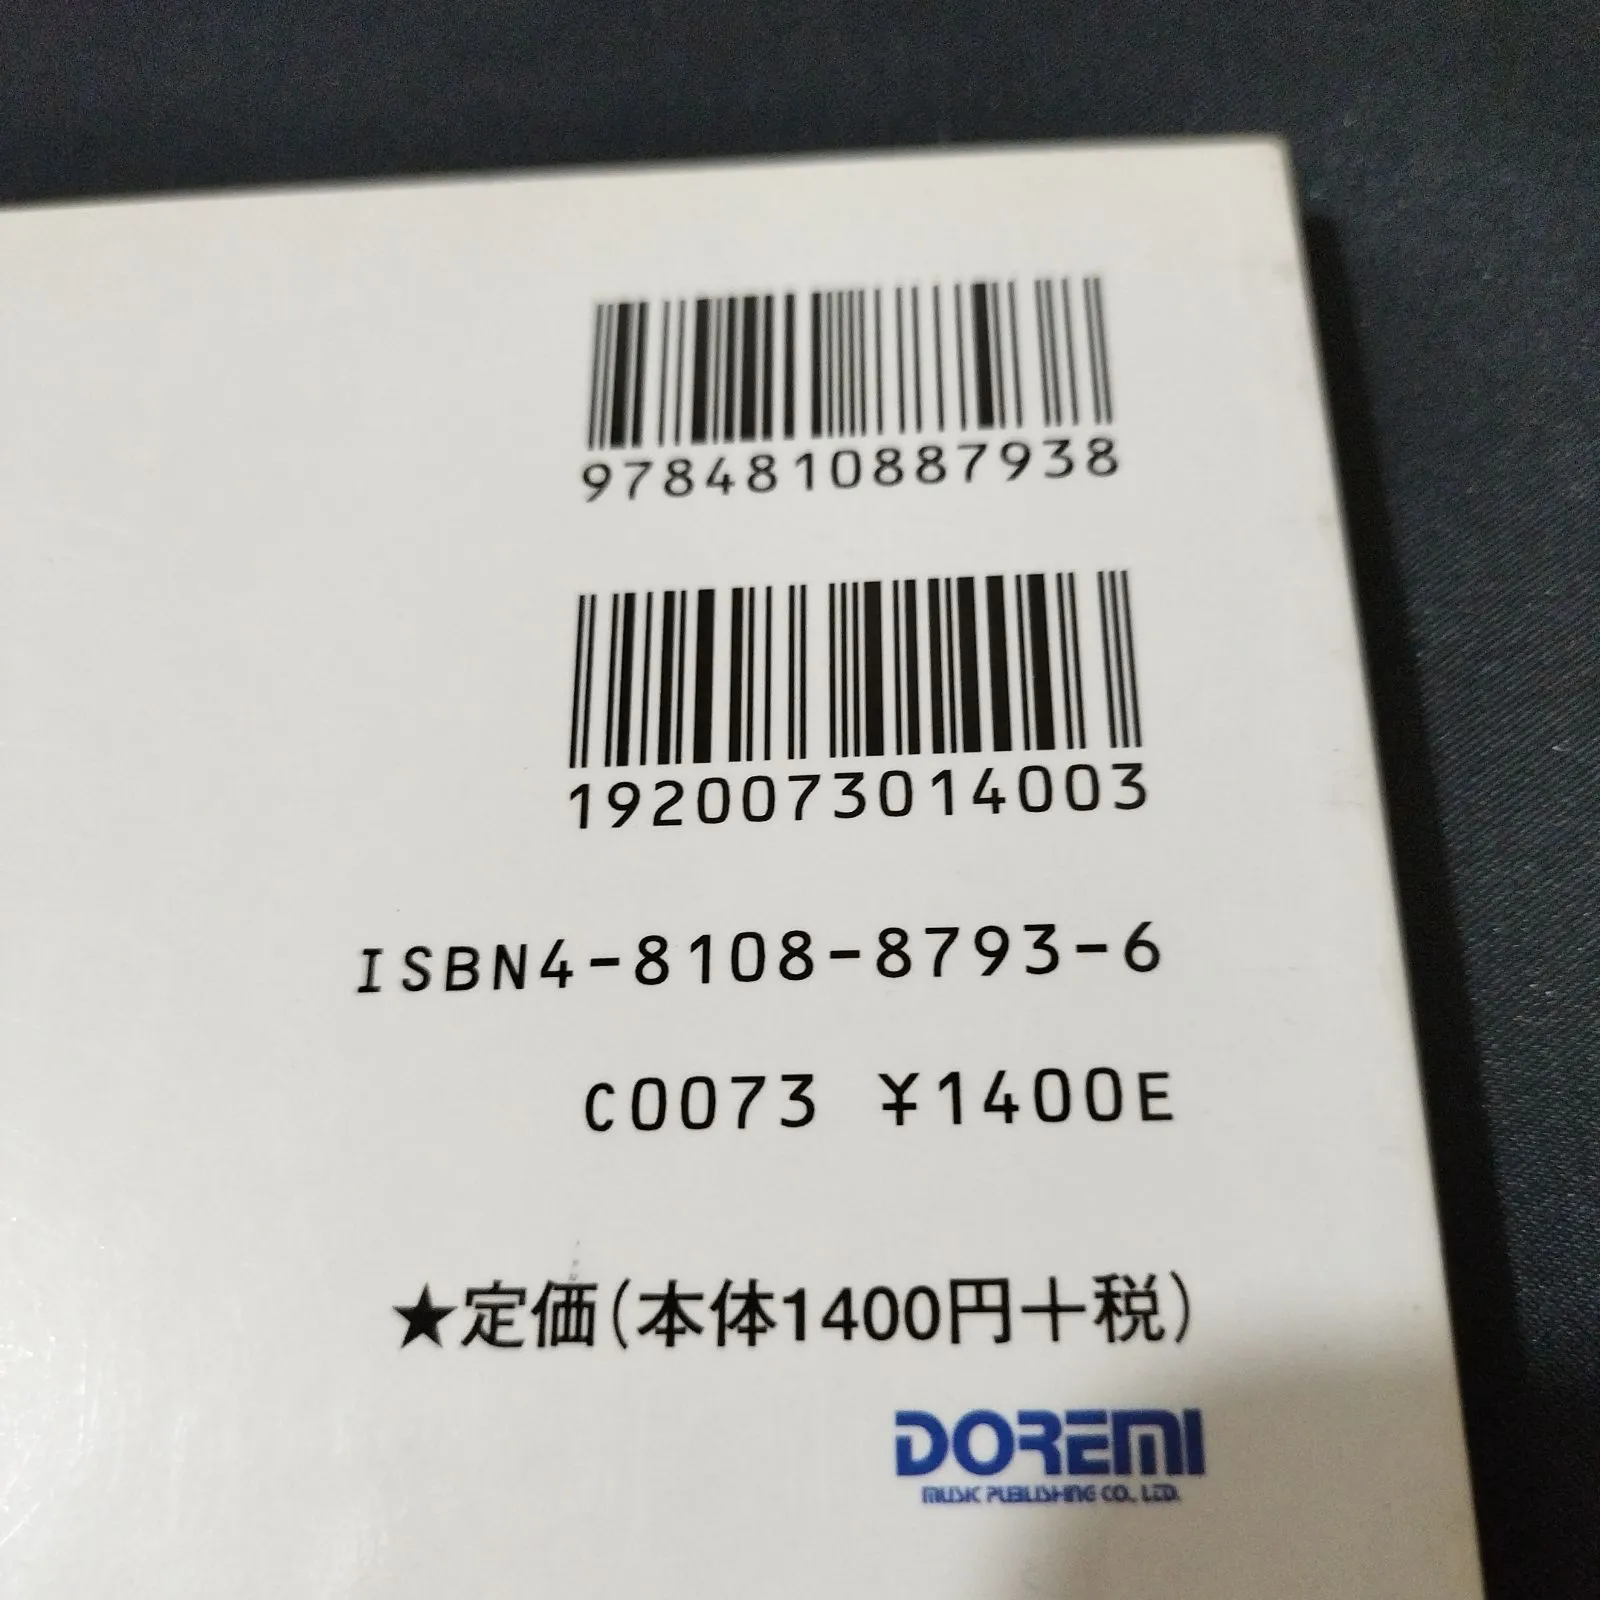 9784810887938
1920073014003
ISBN4-8108-8793-6
C0073 ¥1400E
★定価(本体1400円+税)
DOREMI
MUSIC PUBLISHING CO., LTD.